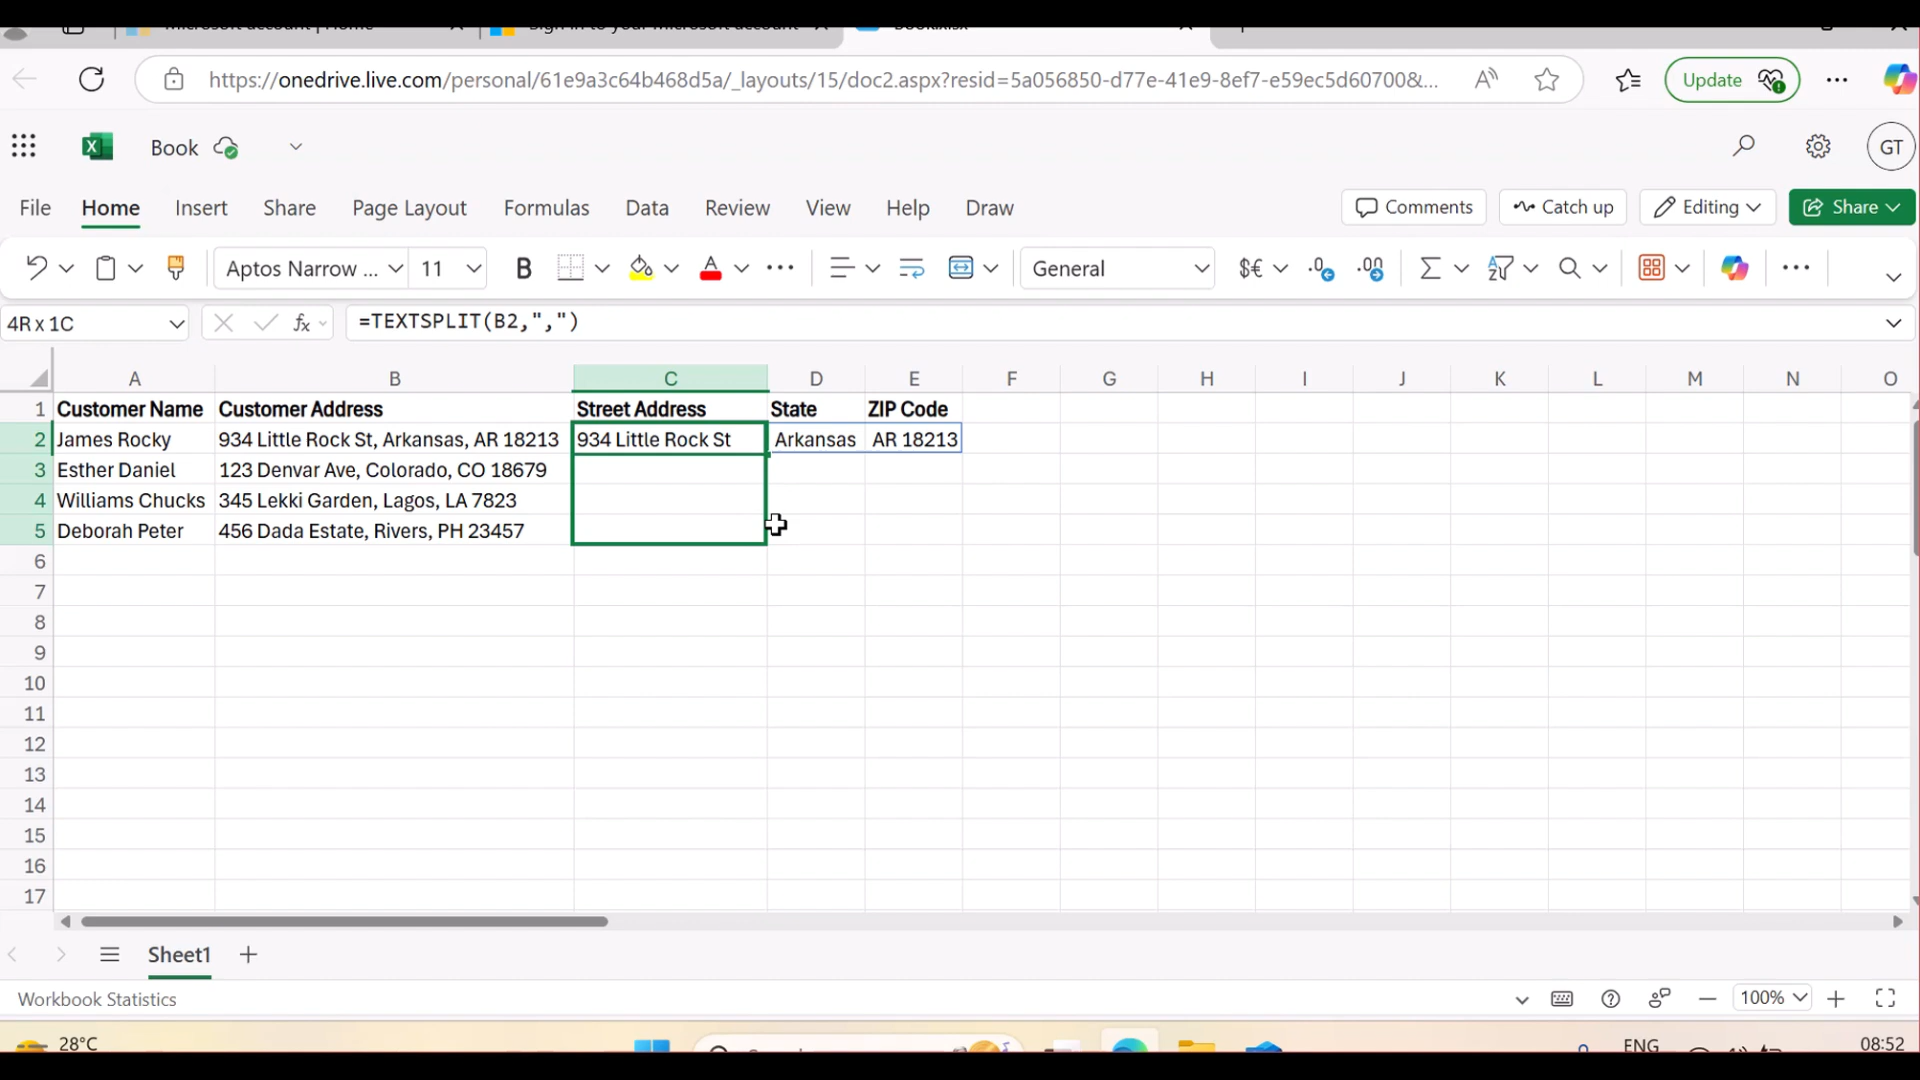 https://onedrive.live.com/personal/61e9a3c64b468d5a/_layouts/15/doc2.aspx?resid=5a056850-d77e-41e9-8ef7-e59ec5d60700&... Update
Book GT
File Home Insert Share Page Layout Formulas Data Review View Help Draw Comments Catch up Editing Share
Aptos Narrow ... 11 B A General $€ .0 .00
4R x 1C fx =TEXTSPLIT(B2,",")
A B C D E F G H I J K L M N O
1 Customer Name Customer Address Street Address State ZIP Code
2 James Rocky 934 Little Rock St, Arkansas, AR 18213 934 Little Rock St Arkansas AR 18213
3 Esther Daniel 123 Denvar Ave, Colorado, CO 18679
4 Williams Chucks 345 Lekki Garden, Lagos, LA 7823
5 Deborah Peter 456 Dada Estate, Rivers, PH 23457
6
7
8
9
10
11
12
13
14
15
16
17
Sheet1
Workbook Statistics 100%
28°C ENG 08:52